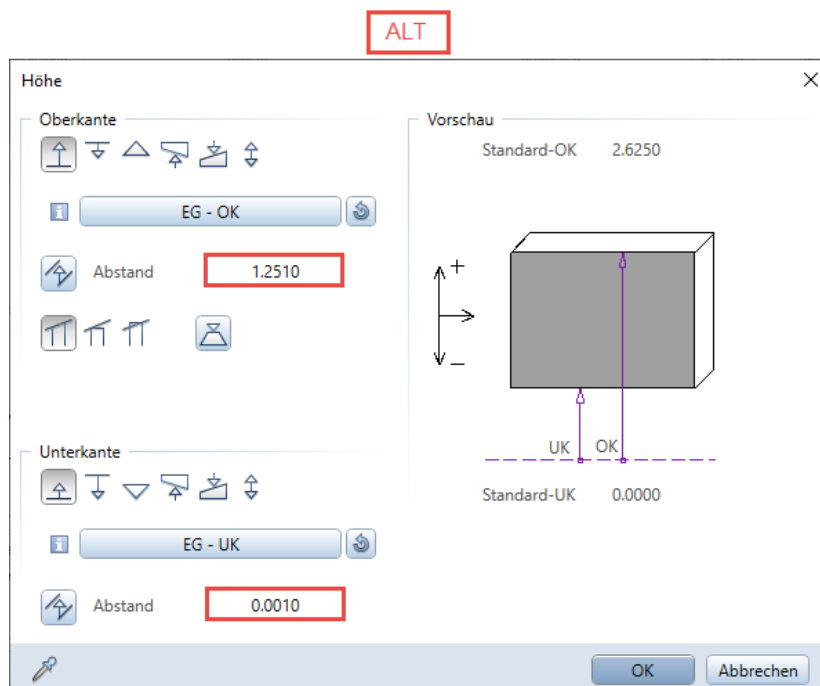 ALT
Höhe
Oberkante
EG - OK
Abstand 1.2510
Unterkante
EG - UK
Abstand 0.0010
Vorschau
Standard-OK 2.6250
+
−
UK OK
Standard-UK 0.0000
OK Abbrechen